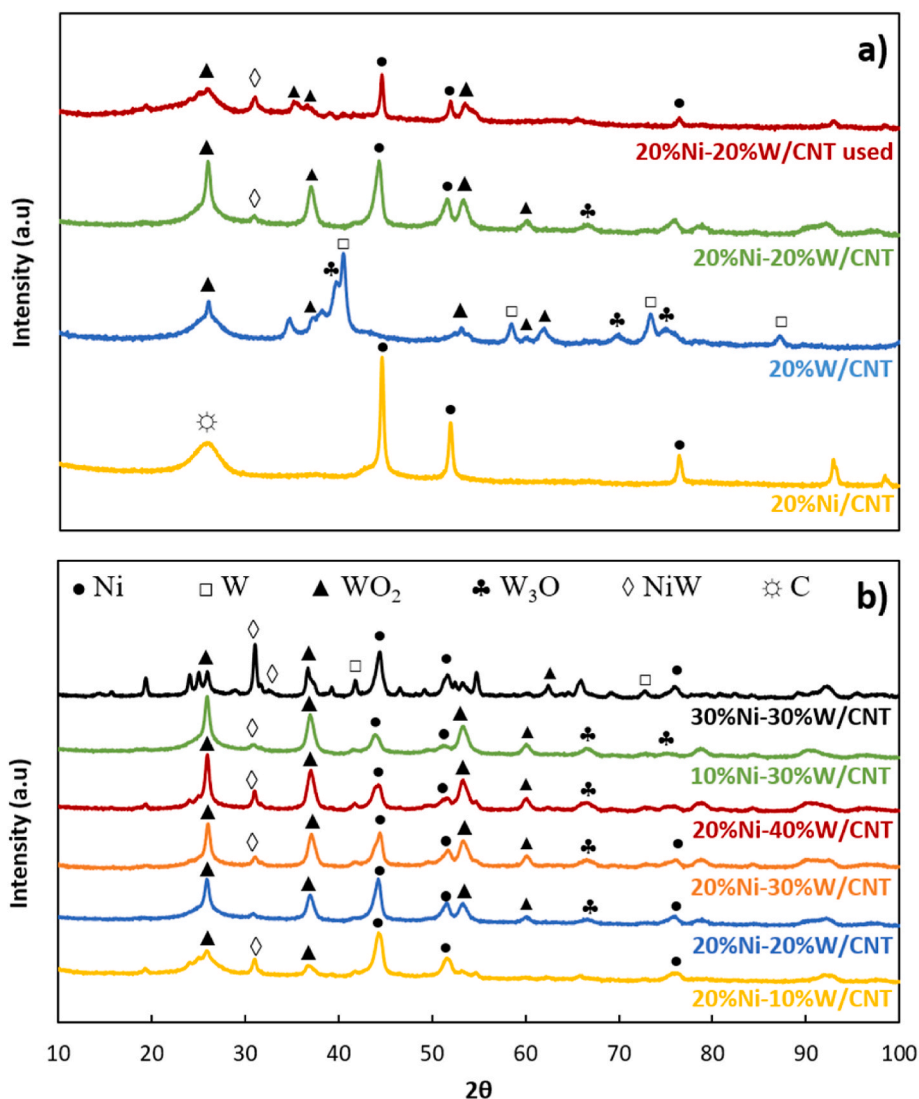 a)
20%Ni-20%W/CNT used
20%Ni-20%W/CNT
20%W/CNT
20%Ni/CNT
Intensity (a.u)
Ni W WO₂ W₃O NiW C b)
30%Ni-30%W/CNT
10%Ni-30%W/CNT
20%Ni-40%W/CNT
20%Ni-30%W/CNT
20%Ni-20%W/CNT
20%Ni-10%W/CNT
Intensity (a.u)
10 20 30 40 50 60 70 80 90 100
2θ